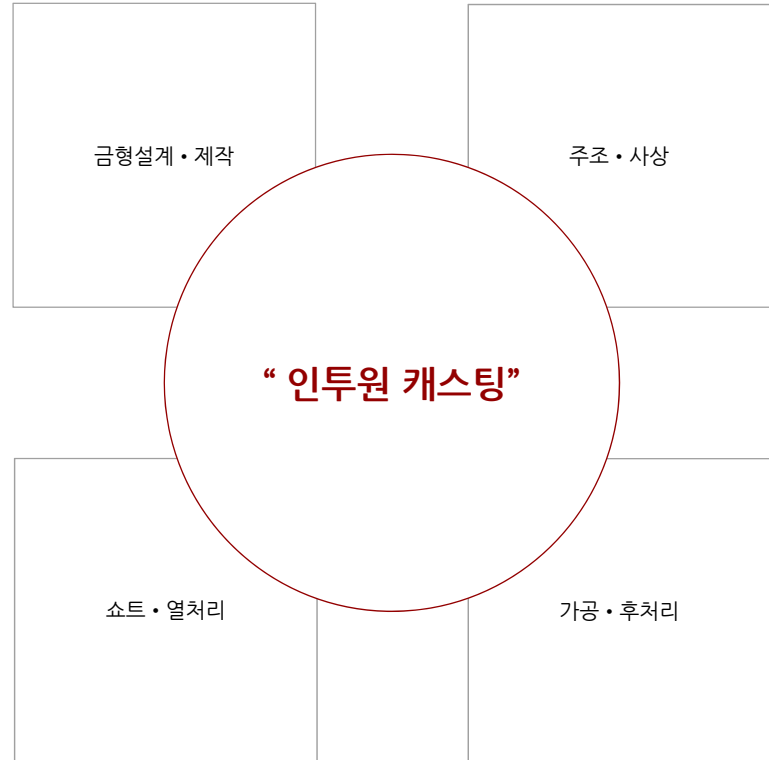 금형설계 • 제작
주조 • 사상
“ 인투원 캐스팅”
쇼트 • 열처리
가공 • 후처리